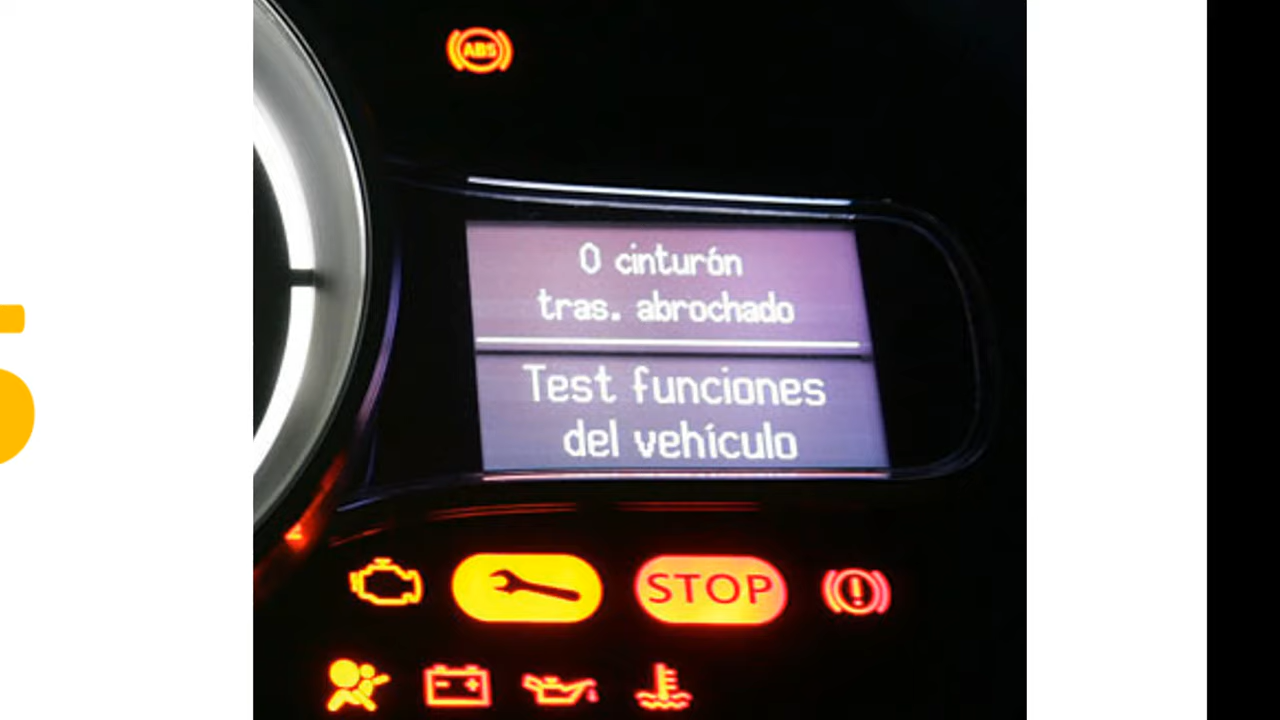 ABS
0 cinturón
tras. abrochado
Test funciones
del vehículo
STOP